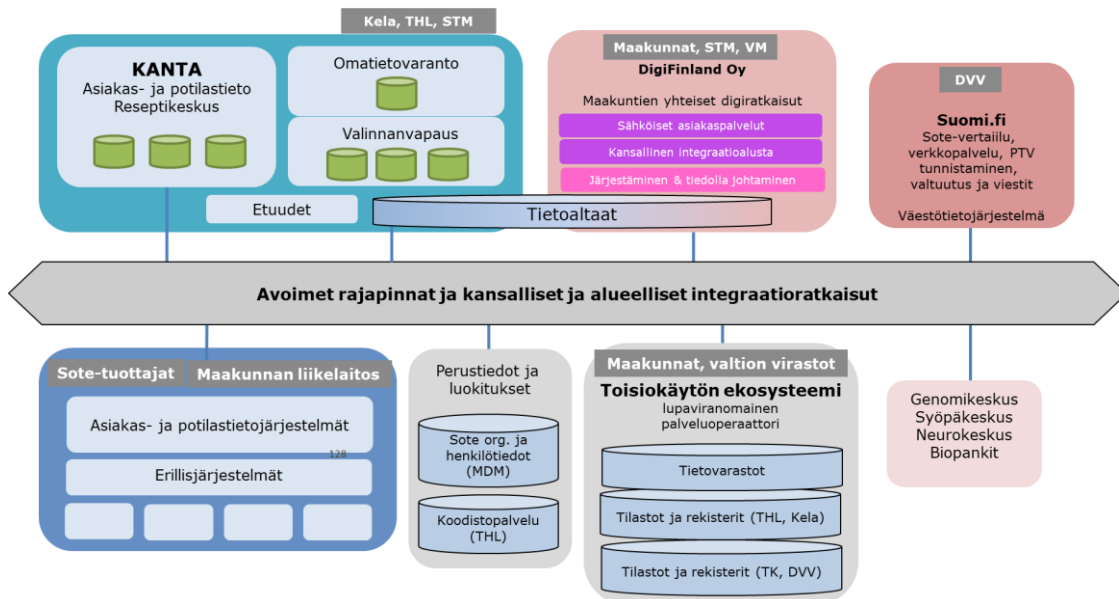 Kela, THL, STM
KANTA
Asiakas- ja potilastieto
Reseptikeskus
Omatietovaranto
Valinnanvapaus
Etuudet
Tietoaltaat
Maakunnat, STM, VM
DigiFinland Oy
Maakuntien yhteiset digiratkaisut
Sähköiset asiakaspalvelut
Kansallinen integraatioalusta
Järjestäminen & tiedolla johtaminen
DVV
Suomi.fi
Sote-vertaiilu,
verkkopalvelu, PTV
tunnistaminen,
valtuutus ja viestit
Väestötietojärjestelmä
Avoimet rajapinnat ja kansalliset ja alueelliset integraatioratkaisut
Sote-tuottajat
Maakunnan liikelaitos
Asiakas- ja potilastietojärjestelmät
128
Erillisjärjestelmät
Perustiedot ja
luokitukset
Sote org. ja
henkilötiedot
(MDM)
Koodistopalvelu
(THL)
Maakunnat, valtion virastot
Toisiokäytön ekosysteemi
lupaviranomainen
palveluoperaattori
Tietovarastot
Tilastot ja rekisterit (THL, Kela)
Tilastot ja rekisterit (TK, DVV)
Genomikeskus
Syöpäkeskus
Neurokeskus
Biopankit